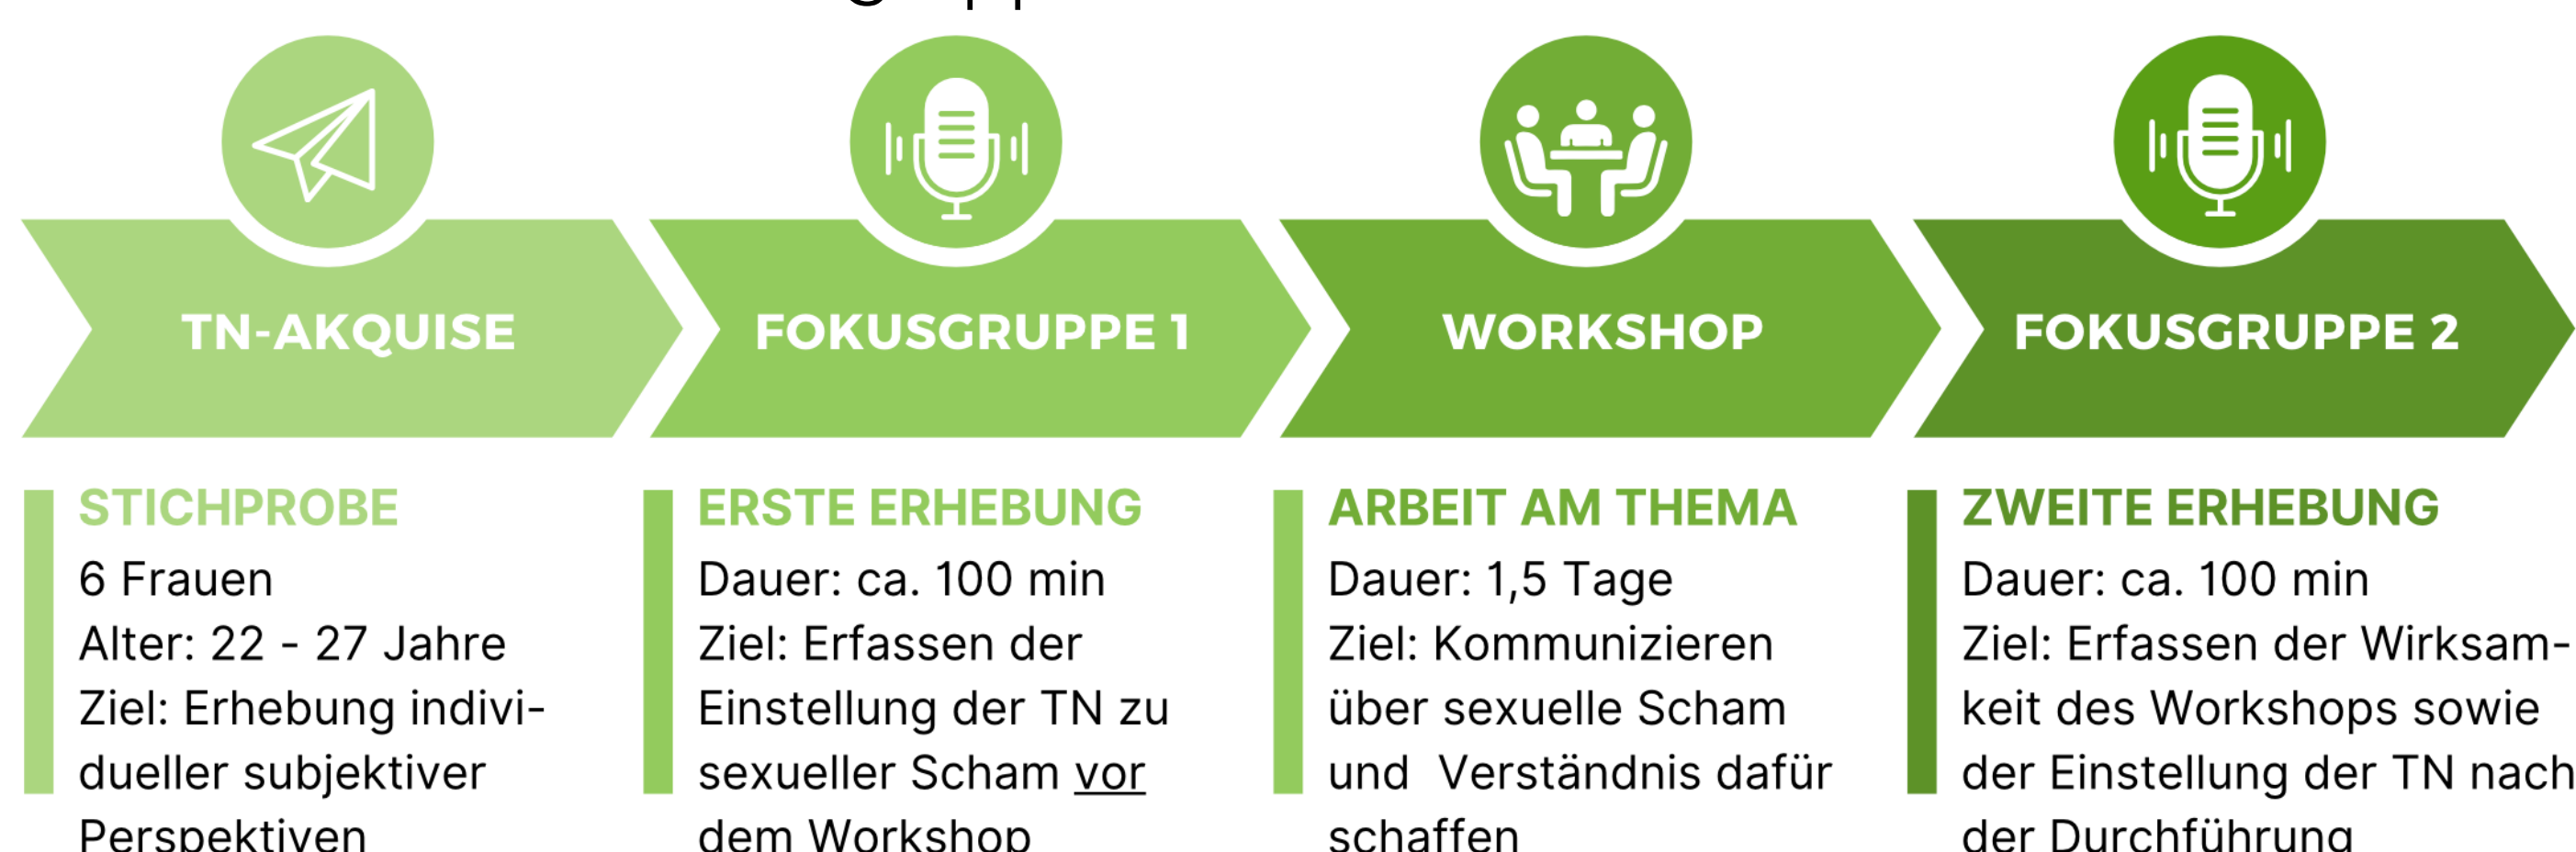 TN-AKQUISE
FOKUSGRUPPE 1
WORKSHOP
FOKUSGRUPPE 2
STICHPROBE
6 Frauen
Alter: 22 - 27 Jahre
Ziel: Erhebung indivi-
dueller subjektiver
Perspektiven
ERSTE ERHEBUNG
Dauer: ca. 100 min
Ziel: Erfassen der
Einstellung der TN zu
sexueller Scham vor
dem Workshop
ARBEIT AM THEMA
Dauer: 1,5 Tage
Ziel: Kommunizieren
über sexuelle Scham
und  Verständnis dafür
schaffen
ZWEITE ERHEBUNG
Dauer: ca. 100 min
Ziel: Erfassen der Wirksam-
keit des Workshops sowie
der Einstellung der TN nach
der Durchführung